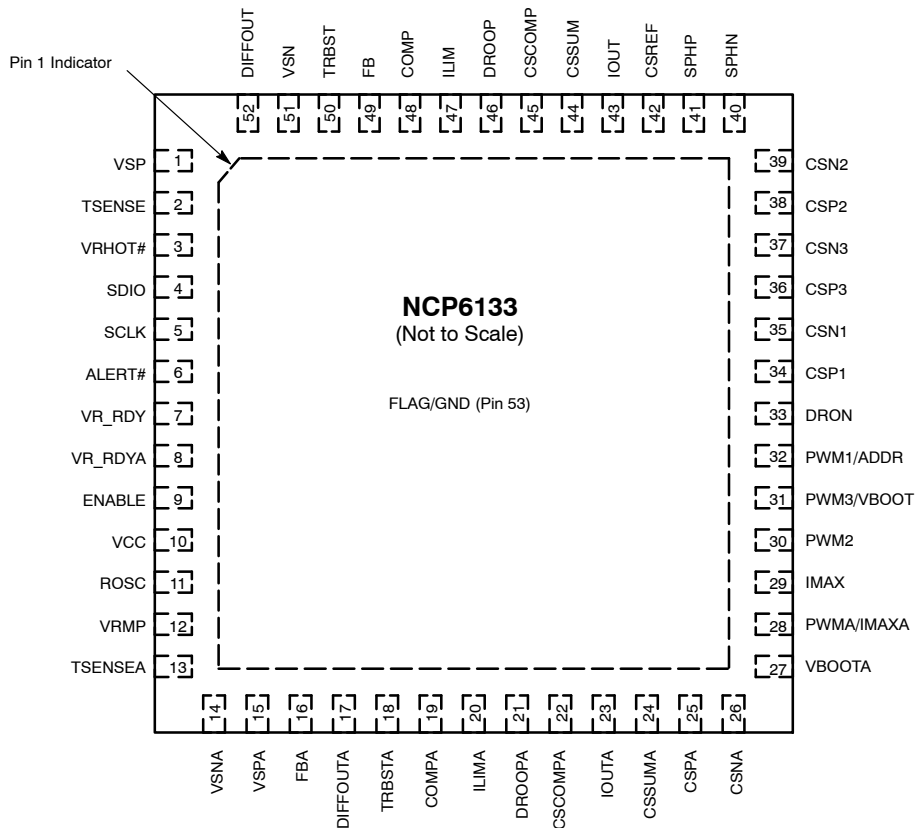 Pin 1 Indicator
DIFFOUT
VSN
TRBST
FB
COMP
ILIM
DROOP
CSCOMP
CSSUM
IOUT
CSREF
SPHP
SPHN
52
51
50
49
48
47
46
45
44
43
42
41
40
VSP 1
TSENSE 2
VRHOT# 3
SDIO 4
SCLK 5
ALERT# 6
VR_RDY 7
VR_RDYA 8
ENABLE 9
VCC 10
ROSC 11
VRMP 12
TSENSEA 13
NCP6133
(Not to Scale)
FLAG/GND (Pin 53)
39 CSN2
38 CSP2
37 CSN3
36 CSP3
35 CSN1
34 CSP1
33 DRON
32 PWM1/ADDR
31 PWM3/VBOOT
30 PWM2
29 IMAX
28 PWMA/IMAXA
27 VBOOTA
14
15
16
17
18
19
20
21
22
23
24
25
26
VSNA
VSPA
FBA
DIFFOUTA
TRBSTA
COMPA
ILIMA
DROOPA
CSCOMPA
IOUTA
CSSUMA
CSPA
CSNA